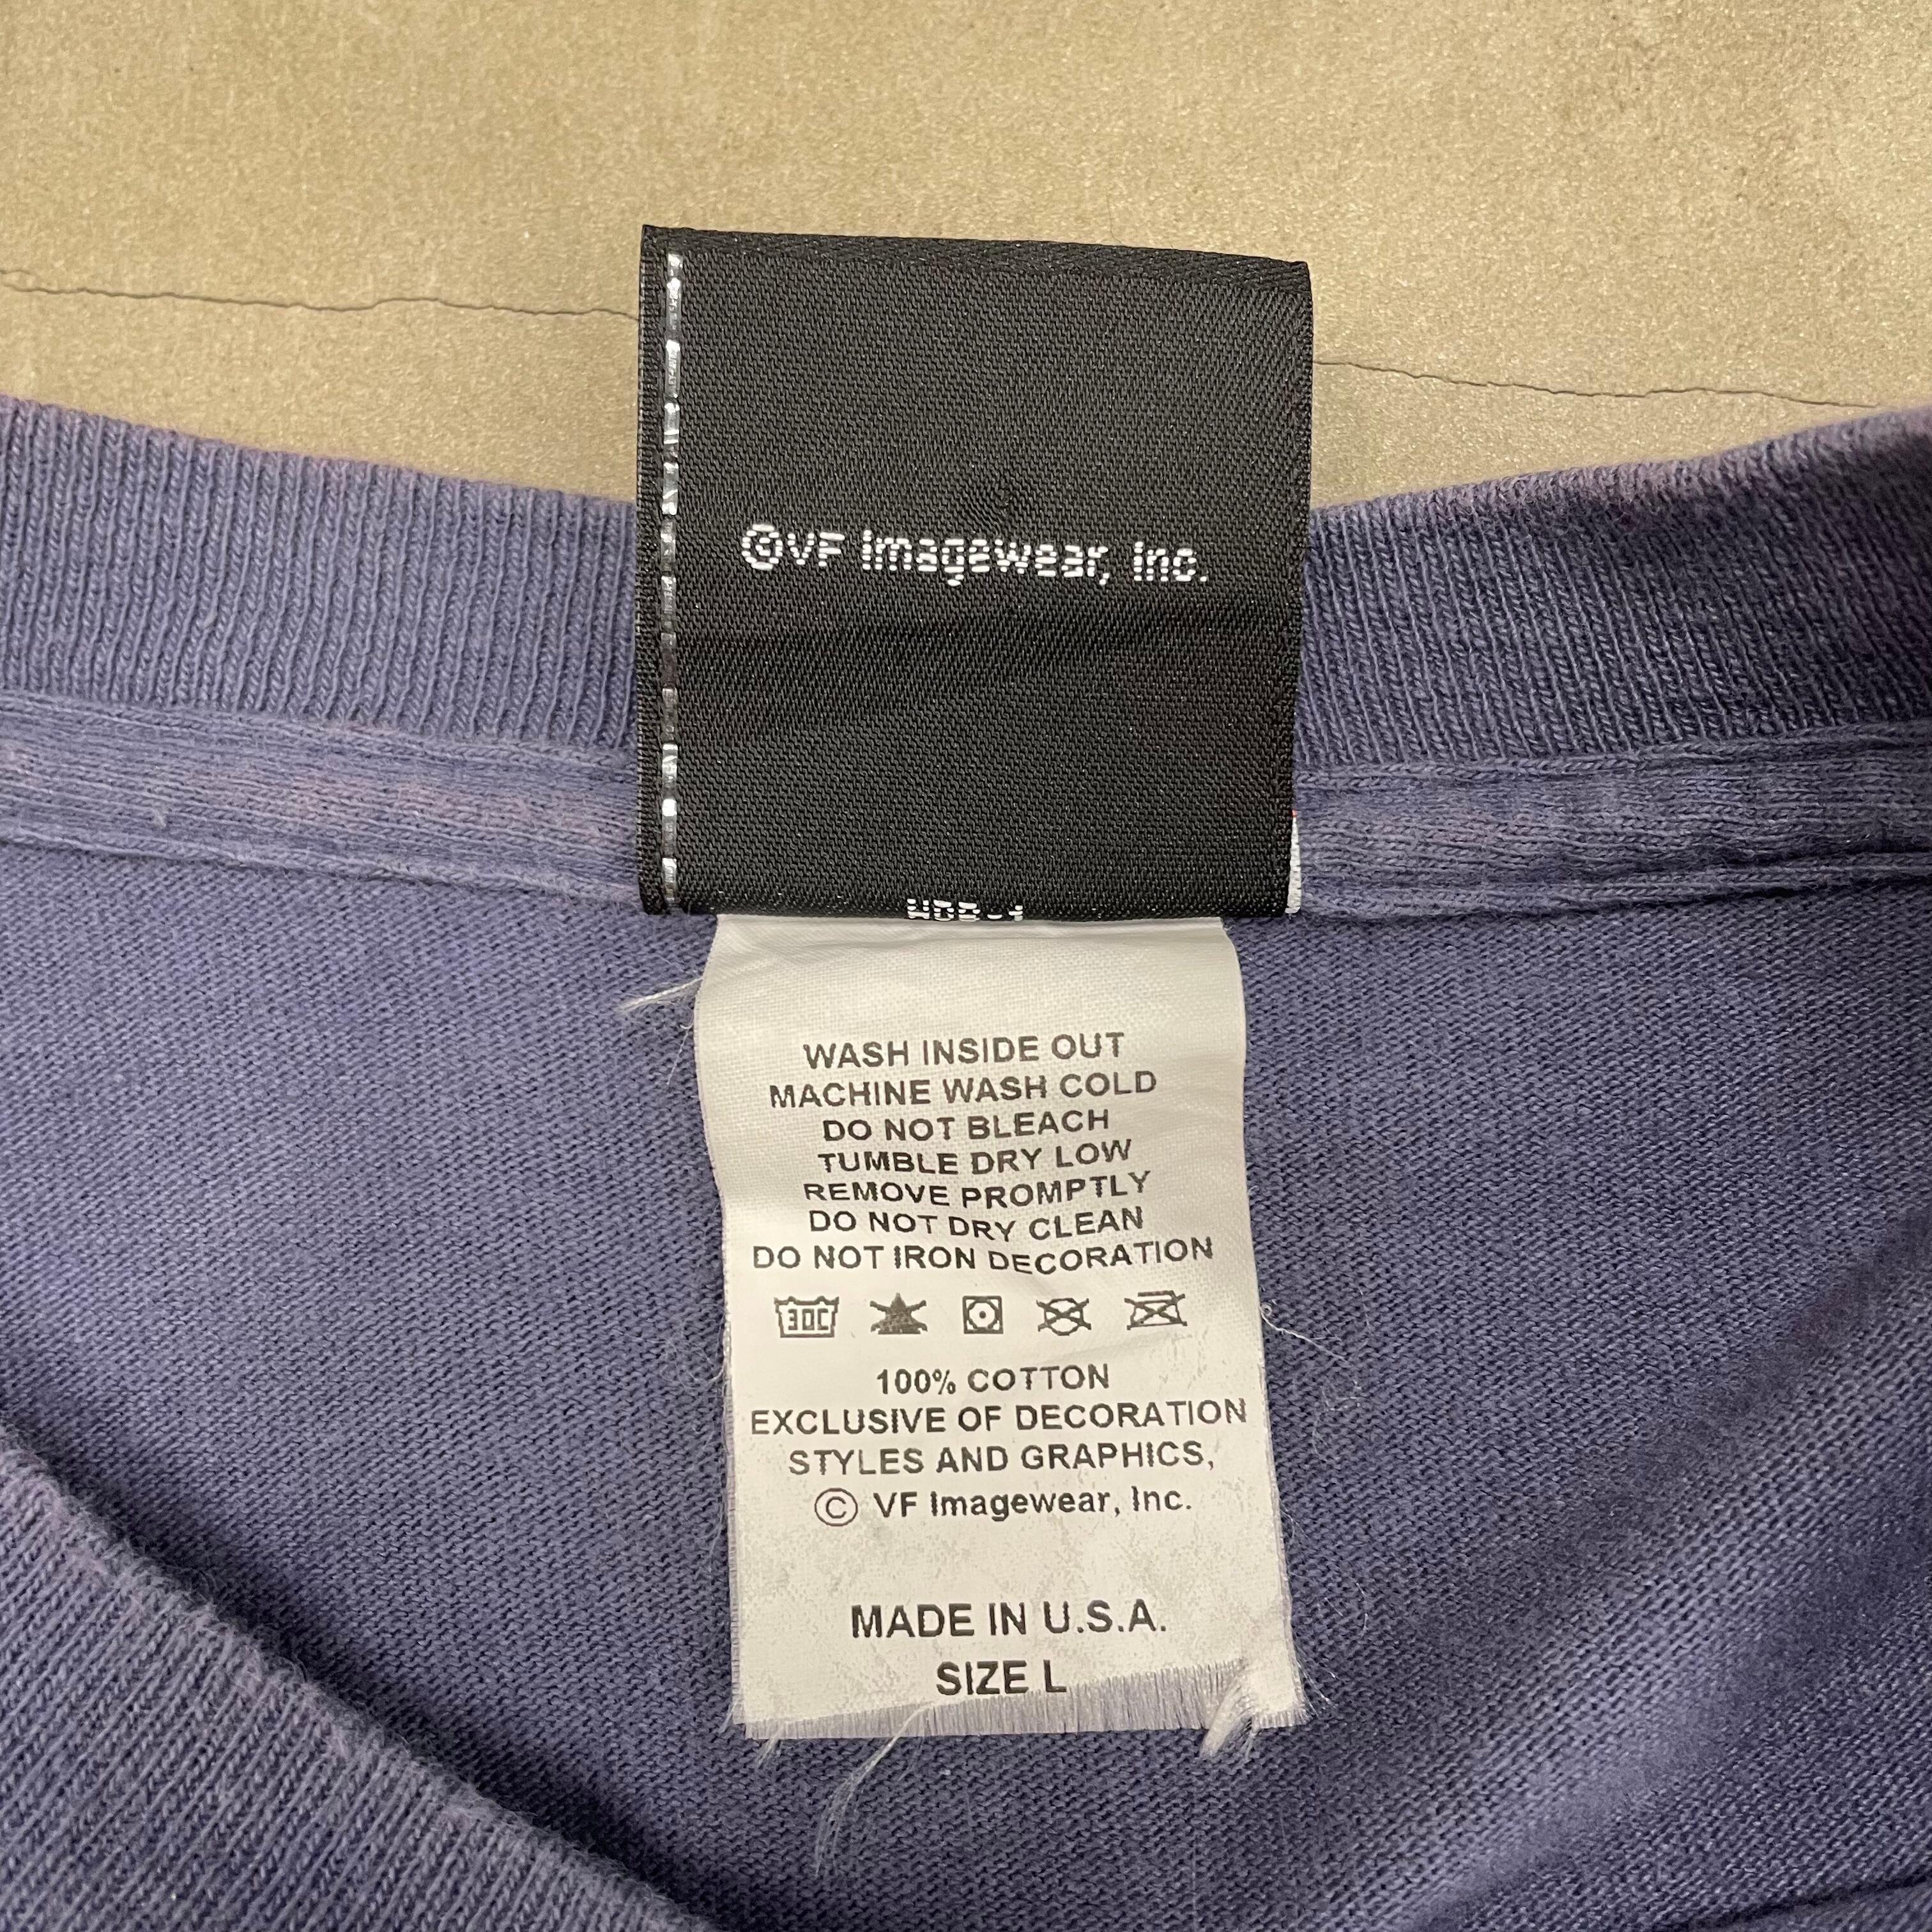 ©VF Imagewear, Inc.
WASH INSIDE OUT
MACHINE WASH COLD
DO NOT BLEACH
TUMBLE DRY LOW
REMOVE PROMPTLY
DO NOT DRY CLEAN
DO NOT IRON DECORATION
30C
100% COTTON
EXCLUSIVE OF DECORATION
STYLES AND GRAPHICS,
© VF Imagewear, Inc.
MADE IN U.S.A.
SIZE L